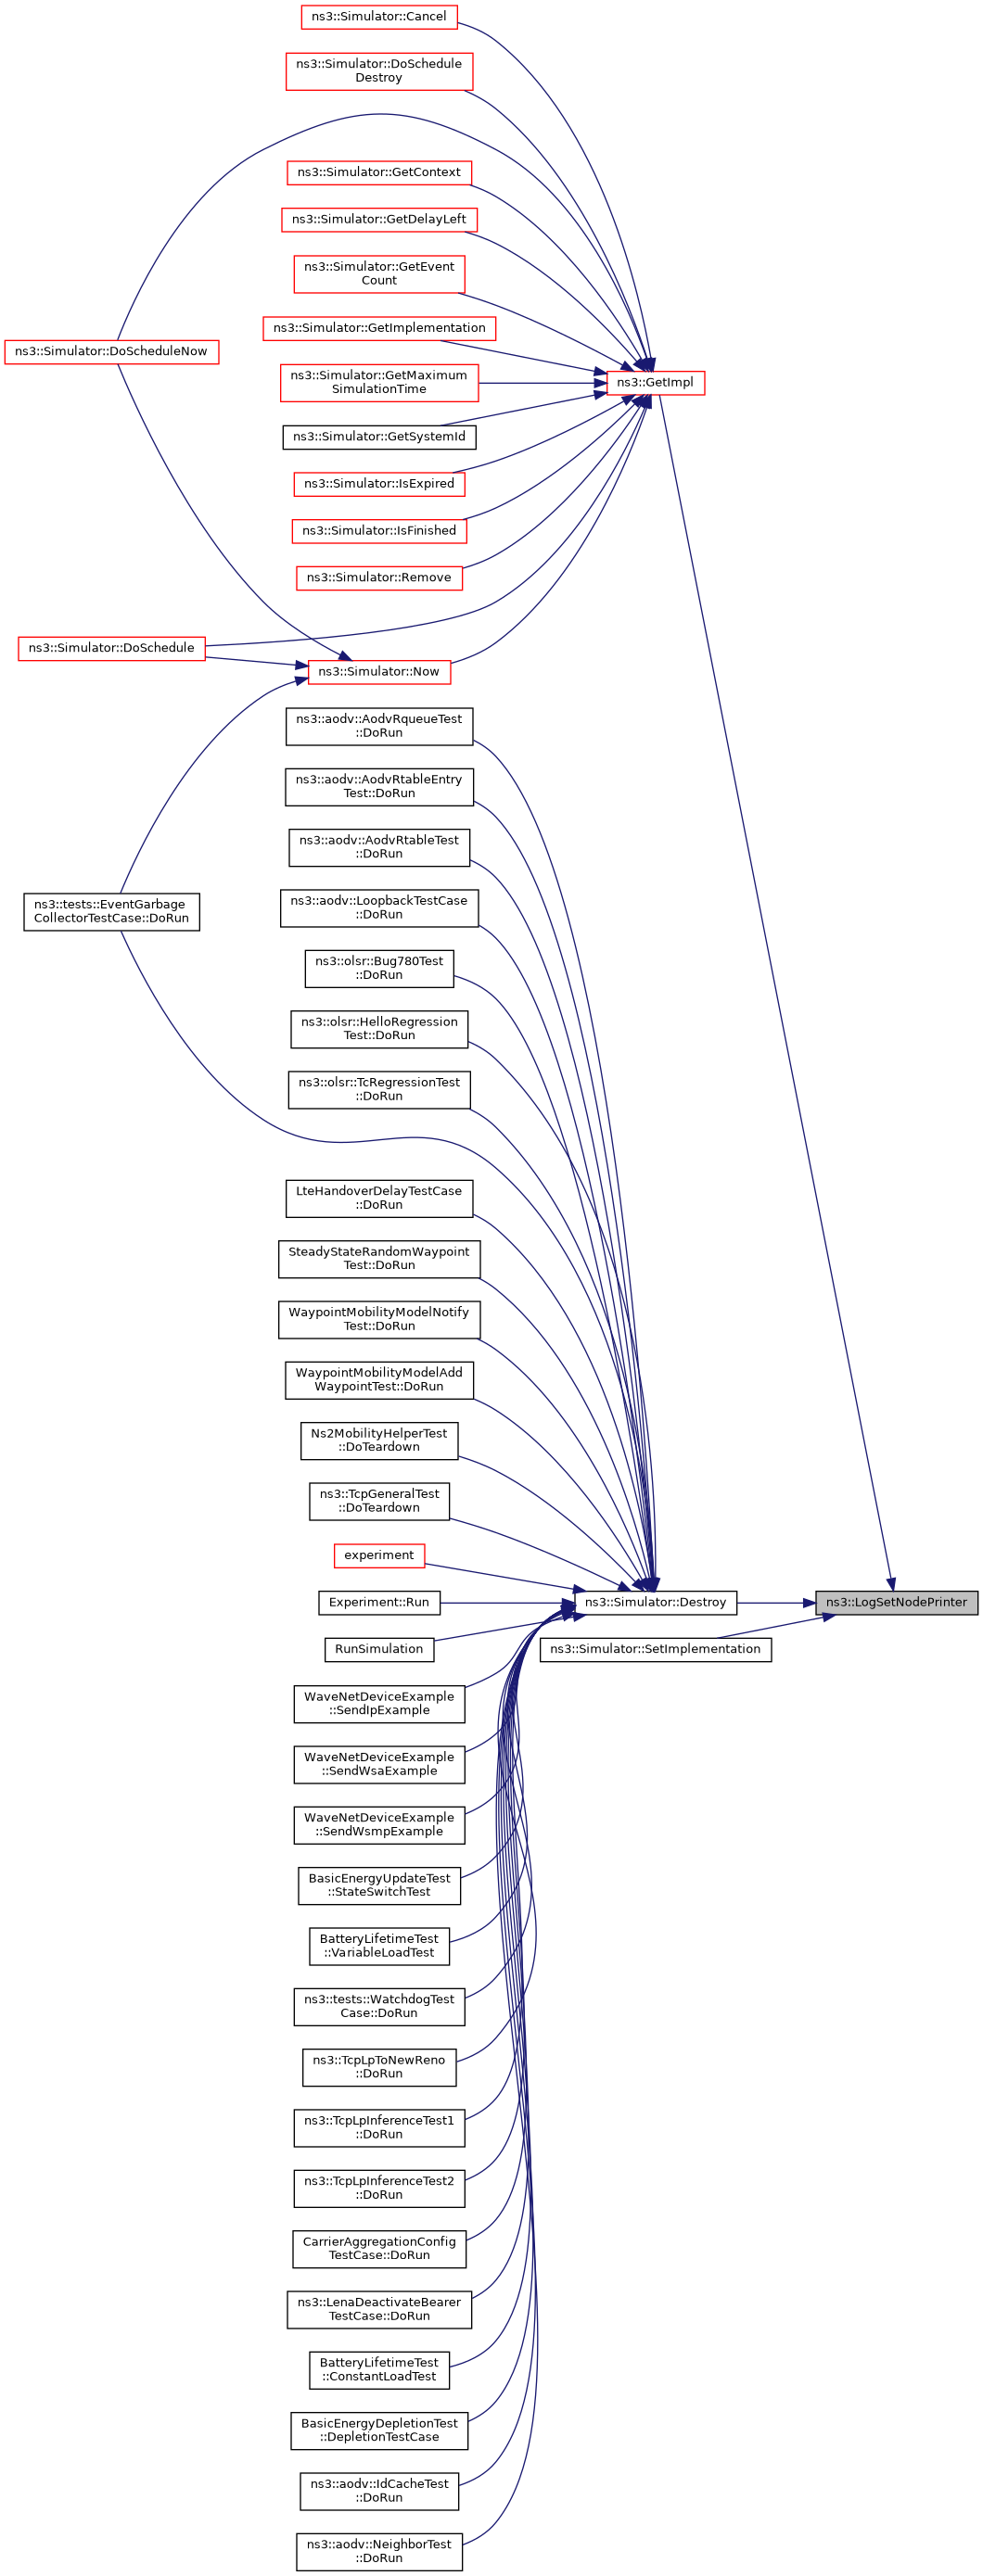 ns3::Simulator::Cancel
ns3::Simulator::DoSchedule
Destroy
ns3::Simulator::GetContext
ns3::Simulator::GetDelayLeft
ns3::Simulator::GetEvent
Count
ns3::Simulator::GetImplementation
ns3::Simulator::DoScheduleNow
ns3::Simulator::GetMaximum
SimulationTime
ns3::GetImpl
ns3::Simulator::GetSystemId
ns3::Simulator::IsExpired
ns3::Simulator::IsFinished
ns3::Simulator::Remove
ns3::Simulator::DoSchedule
ns3::Simulator::Now
ns3::aodv::AodvRqueueTest
::DoRun
ns3::aodv::AodvRtableEntry
Test::DoRun
ns3::aodv::AodvRtableTest
::DoRun
ns3::tests::EventGarbage
CollectorTestCase::DoRun
ns3::aodv::LoopbackTestCase
::DoRun
ns3::olsr::Bug780Test
::DoRun
ns3::olsr::HelloRegression
Test::DoRun
ns3::olsr::TcRegressionTest
::DoRun
LteHandoverDelayTestCase
::DoRun
SteadyStateRandomWaypoint
Test::DoRun
WaypointMobilityModelNotify
Test::DoRun
WaypointMobilityModelAdd
WaypointTest::DoRun
Ns2MobilityHelperTest
::DoTeardown
ns3::TcpGeneralTest
::DoTeardown
experiment
Experiment::Run
ns3::Simulator::Destroy
ns3::LogSetNodePrinter
RunSimulation
ns3::Simulator::SetImplementation
WaveNetDeviceExample
::SendIpExample
WaveNetDeviceExample
::SendWsaExample
WaveNetDeviceExample
::SendWsmpExample
BasicEnergyUpdateTest
::StateSwitchTest
BatteryLifetimeTest
::VariableLoadTest
ns3::tests::WatchdogTest
Case::DoRun
ns3::TcpLpToNewReno
::DoRun
ns3::TcpLpInferenceTest1
::DoRun
ns3::TcpLpInferenceTest2
::DoRun
CarrierAggregationConfig
TestCase::DoRun
ns3::LenaDeactivateBearer
TestCase::DoRun
BatteryLifetimeTest
::ConstantLoadTest
BasicEnergyDepletionTest
::DepletionTestCase
ns3::aodv::IdCacheTest
::DoRun
ns3::aodv::NeighborTest
::DoRun